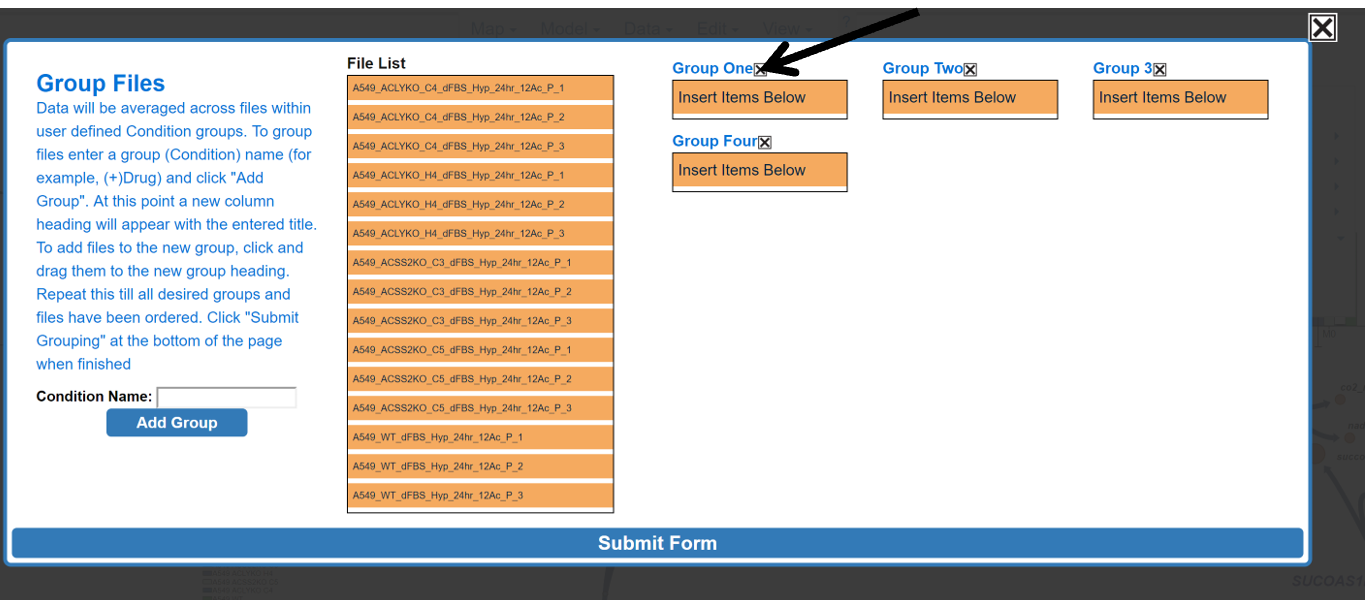 Map Model Data Edit View ?
Group Files
Data will be averaged across files within
user defined Condition groups. To group
files enter a group (Condition) name (for
example, (+)Drug) and click "Add
Group". At this point a new column
heading will appear with the entered title.
To add files to the new group, click and
drag them to the new group heading.
Repeat this till all desired groups and
files have been ordered. Click "Submit
Grouping" at the bottom of the page
when finished
Condition Name:
Add Group
File List
A549_ACLYKO_C4_dFBS_Hyp_24hr_12Ac_P_1
A549_ACLYKO_C4_dFBS_Hyp_24hr_12Ac_P_2
A549_ACLYKO_C4_dFBS_Hyp_24hr_12Ac_P_3
A549_ACLYKO_H4_dFBS_Hyp_24hr_12Ac_P_1
A549_ACLYKO_H4_dFBS_Hyp_24hr_12Ac_P_2
A549_ACLYKO_H4_dFBS_Hyp_24hr_12Ac_P_3
A549_ACSS2KO_C3_dFBS_Hyp_24hr_12Ac_P_1
A549_ACSS2KO_C3_dFBS_Hyp_24hr_12Ac_P_2
A549_ACSS2KO_C3_dFBS_Hyp_24hr_12Ac_P_3
A549_ACSS2KO_C5_dFBS_Hyp_24hr_12Ac_P_1
A549_ACSS2KO_C5_dFBS_Hyp_24hr_12Ac_P_2
A549_ACSS2KO_C5_dFBS_Hyp_24hr_12Ac_P_3
A549_WT_dFBS_Hyp_24hr_12Ac_P_1
A549_WT_dFBS_Hyp_24hr_12Ac_P_2
A549_WT_dFBS_Hyp_24hr_12Ac_P_3
Group One
Insert Items Below
Group Two
Insert Items Below
Group 3
Insert Items Below
Group Four
Insert Items Below
Submit Form
SUCOAS1